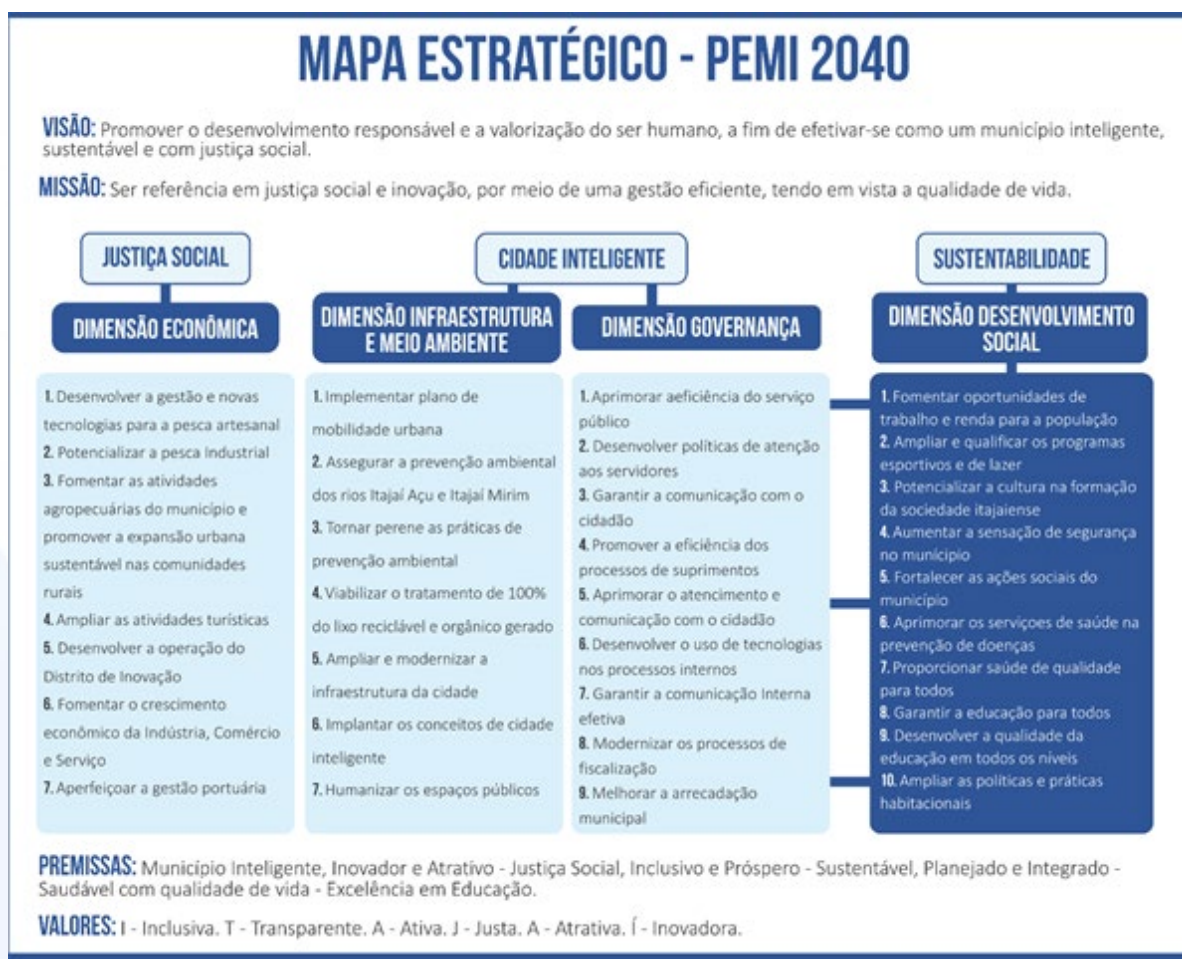 MAPA ESTRATÉGICO - PEMI 2040
VISÃO: Promover o desenvolvimento responsável e a valorização do ser humano, a fim de efetivar-se como um município inteligente,
sustentável e com justiça social.
MISSÃO: Ser referência em justiça social e inovação, por meio de uma gestão eficiente, tendo em vista a qualidade de vida.
JUSTIÇA SOCIAL
DIMENSÃO ECONÔMICA
1. Desenvolver a gestão e novas
tecnologias para a pesca artesanal
2. Potencializar a pesca Industrial
3. Fomentar as atividades
agropecuárias do município e
promover a expansão urbana
sustentável nas comunidades
rurais
4. Ampliar as atividades turísticas
5. Desenvolver a operação do
Distrito de Inovação
6. Fomentar o crescimento
econômico da Indústria, Comércio
e Serviço
7. Aperfeiçoar a gestão portuária
CIDADE INTELIGENTE
DIMENSÃO INFRAESTRUTURA
E MEIO AMBIENTE
1. Implementar plano de
mobilidade urbana
2. Assegurar a prevenção ambiental
dos rios Itajaí Açu e Itajaí Mirim
3. Tornar perene as práticas de
prevenção ambiental
4. Viabilizar o tratamento de 100%
do lixo reciclável e orgânico gerado
5. Ampliar e modernizar a
infraestrutura da cidade
6. Implantar os conceitos de cidade
inteligente
7. Humanizar os espaços públicos
DIMENSÃO GOVERNANÇA
1. Aprimorar aeficiência do serviço
público
2. Desenvolver políticas de atenção
aos servidores
3. Garantir a comunicação com o
cidadão
4. Promover a eficiência dos
processos de suprimentos
5. Aprimorar o atencimento e
comunicação com o cidadão
6. Desenvolver o uso de tecnologias
nos processos internos
7. Garantir a comunicação Interna
efetiva
8. Modernizar os processos de
fiscalização
9. Melhorar a arrecadação
municipal
SUSTENTABILIDADE
DIMENSÃO DESENVOLVIMENTO
SOCIAL
1. Fomentar oportunidades de
trabalho e renda para a população
2. Ampliar e qualificar os programas
esportivos e de lazer
3. Potencializar a cultura na formação
da sociedade itajaiense
4. Aumentar a sensação de segurança
no município
5. Fortalecer as ações sociais do
município
6. Aprimorar os serviçoes de saúde na
prevenção de doenças
7. Proporcionar saúde de qualidade
para todos
8. Garantir a educação para todos
9. Desenvolver a qualidade da
educação em todos os níveis
10. Ampliar as políticas e práticas
habitacionais
PREMISSAS: Município Inteligente, Inovador e Atrativo - Justiça Social, Inclusivo e Próspero - Sustentável, Planejado e Integrado -
Saudável com qualidade de vida - Excelência em Educação.
VALORES: I - Inclusiva. T - Transparente. A - Ativa. J - Justa. A - Atrativa. Í - Inovadora.